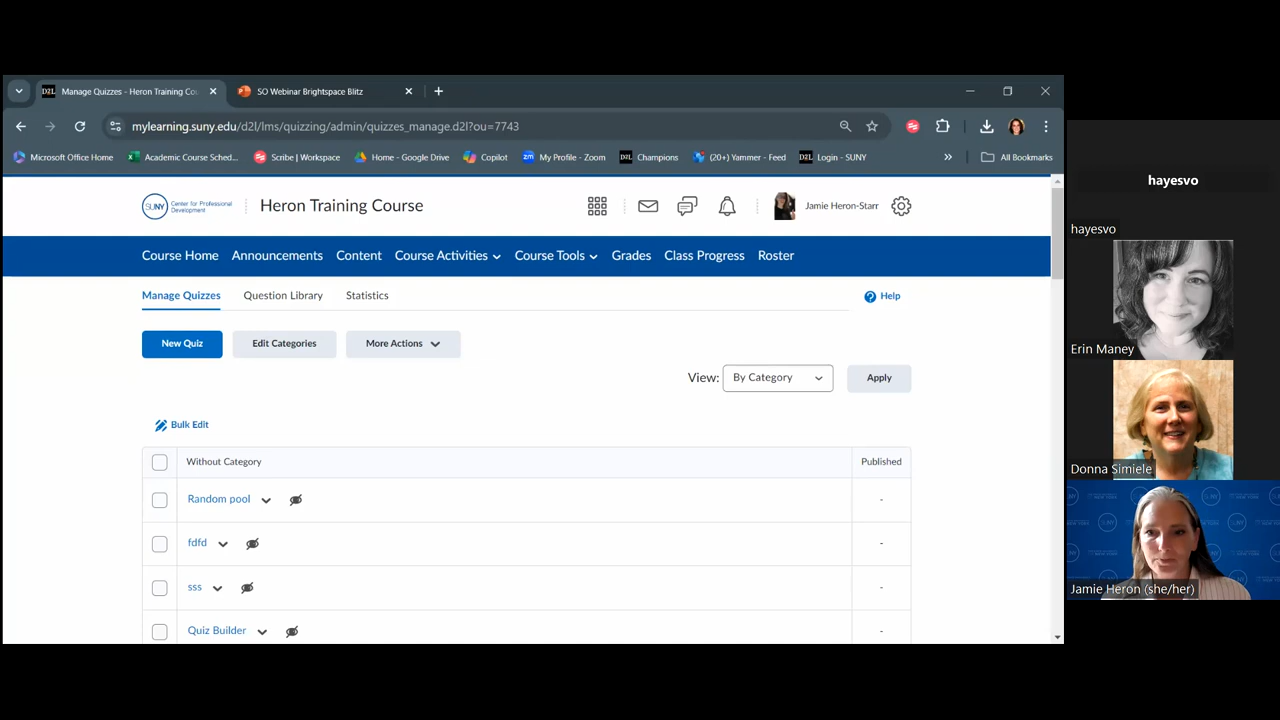 Manage Quizzes - Heron Training Cou
SO Webinar Brightspace Blitz
mylearning.suny.edu/d2l/lms/quizzing/admin/quizzes_manage.d2l?ou=7743
Microsoft Office Home
Academic Course Sched...
Scribe | Workspace
Home - Google Drive
Copilot
My Profile - Zoom
D2L Champions
(20+) Yammer - Feed
D2L Login - SUNY
All Bookmarks
SUNY Center for Professional Development
Heron Training Course
Jamie Heron-Starr
Course Home Announcements Content Course Activities Course Tools Grades Class Progress Roster
Manage Quizzes Question Library Statistics
Help
New Quiz Edit Categories More Actions
View: By Category Apply
Bulk Edit
Without Category Published
Random pool -
fdfd -
sss -
Quiz Builder -
hayesvo
hayesvo
Erin Maney
Donna Simiele
Jamie Heron (she/her)